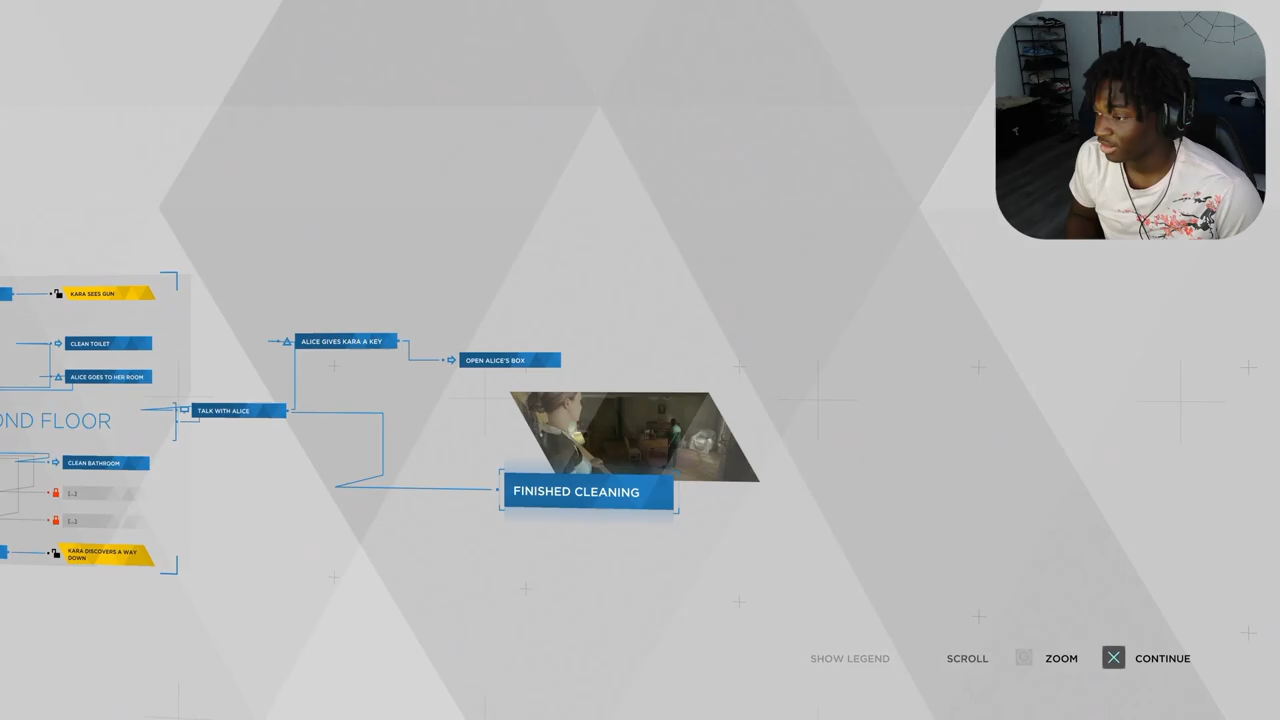 KARA SEES GUN
ALICE GIVES KARA A KEY
CLEAN TOILET
OPEN ALICE'S BOX
ALICE GOES TO HER ROOM
TALK WITH ALICE
OND FLOOR
CLEAN BATHROOM
[...]
FINISHED CLEANING
[...]
KARA DISCOVERS A WAY
DOWN
SHOW LEGEND
SCROLL
ZOOM
CONTINUE